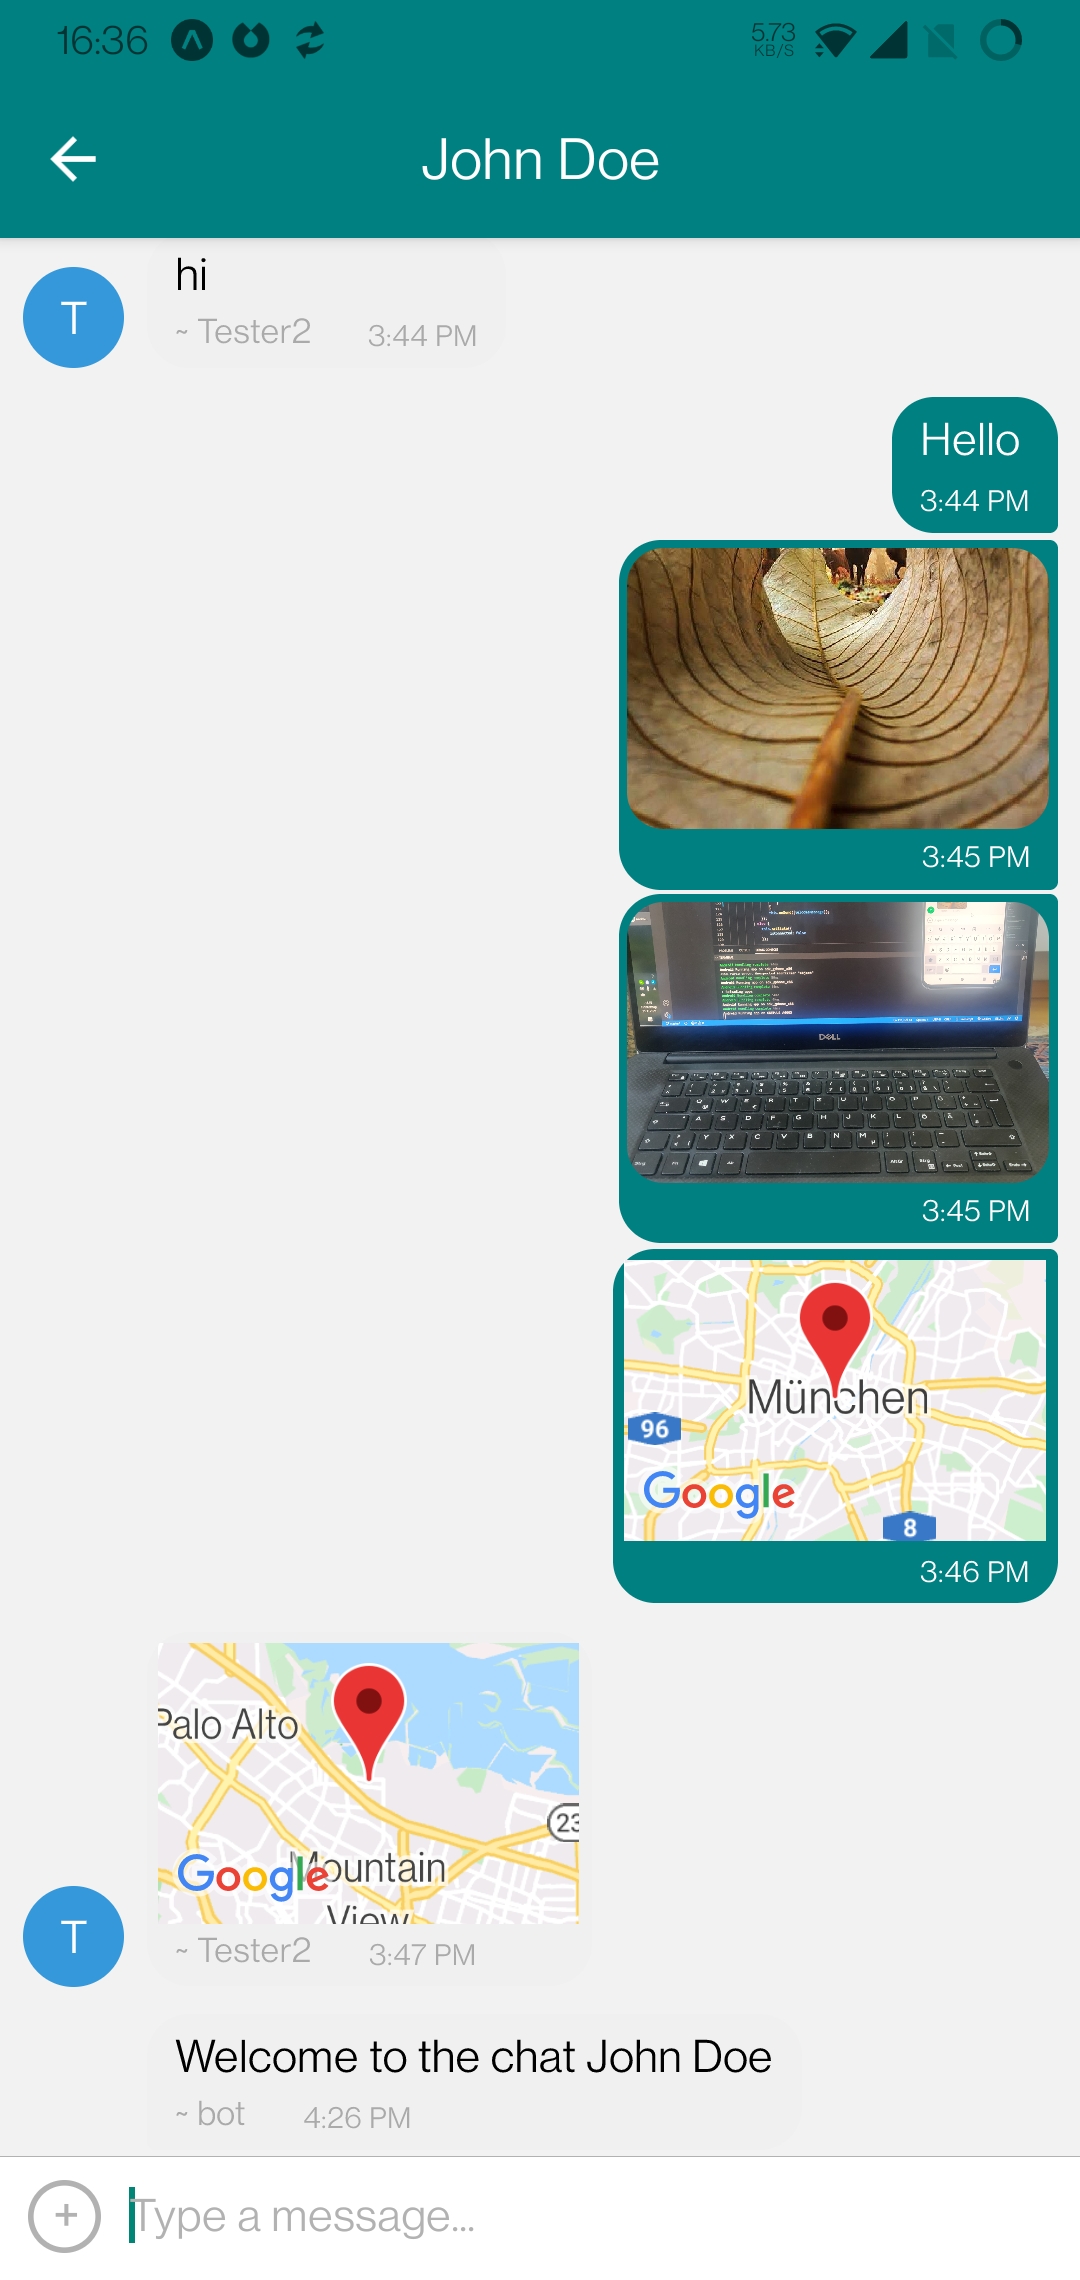 16:36
5.73
KB/S
John Doe
T
hi
~ Tester2 3:44 PM
Hello
3:44 PM
3:45 PM
DELL
3:45 PM
München
96
Google
8
3:46 PM
Palo Alto
23
Google
Mountain
View
T
~ Tester2 3:47 PM
Welcome to the chat John Doe
~ bot 4:26 PM
Type a message...